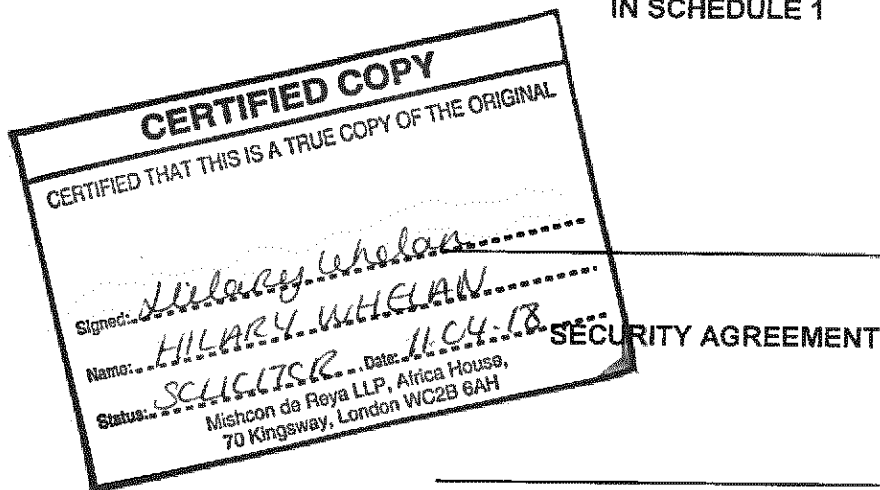 IN SCHEDULE 1
CERTIFIED COPY
CERTIFIED THAT THIS IS A TRUE COPY OF THE ORIGINAL
Signed: Hilary Whelan
Name: HILARY WHELAN
Status: SOLICITOR Date: 11.04.18
Mishcon de Reya LLP, Africa House,
70 Kingsway, London WC2B 6AH
SECURITY AGREEMENT